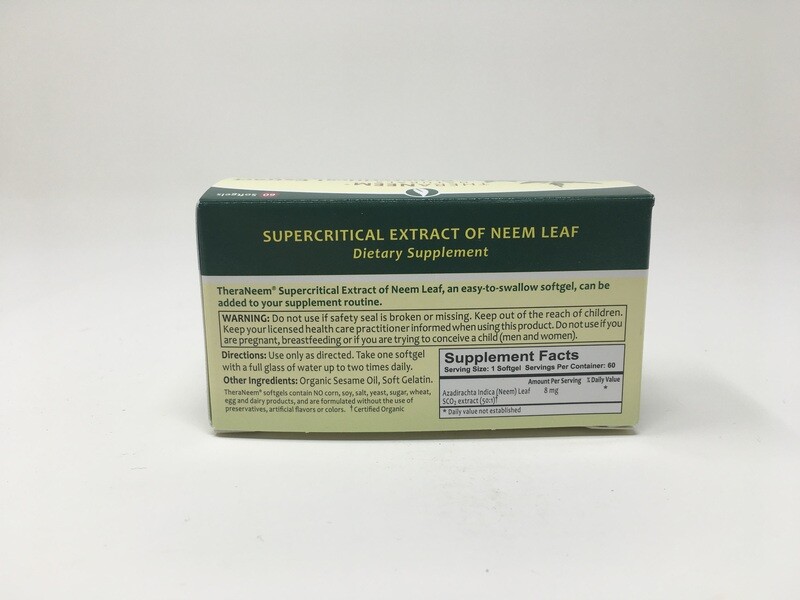 60 Softgels
THERANEEM
SUPERCRITICAL EXTRACT OF NEEM LEAF
Dietary Supplement
TheraNeem® Supercritical Extract of Neem Leaf, an easy-to-swallow softgel, can be
added to your supplement routine.
WARNING: Do not use if safety seal is broken or missing. Keep out of the reach of children.
Keep your licensed health care practitioner informed when using this product. Do not use if you
are pregnant, breastfeeding or if you are trying to conceive a child (men and women).
Directions: Use only as directed. Take one softgel
with a full glass of water up to two times daily.
Other Ingredients: Organic Sesame Oil, Soft Gelatin.
TheraNeem® softgels contain NO corn, soy, salt, yeast, sugar, wheat,
egg and dairy products, and are formulated without the use of
preservatives, artificial flavors or colors. †Certified Organic
Supplement Facts
Serving Size: 1 Softgel Servings Per Container: 60
Amount Per Serving % Daily Value
Azadirachta Indica (Neem) Leaf 8 mg *
SCO₂ extract (50:1)†
* Daily value not established